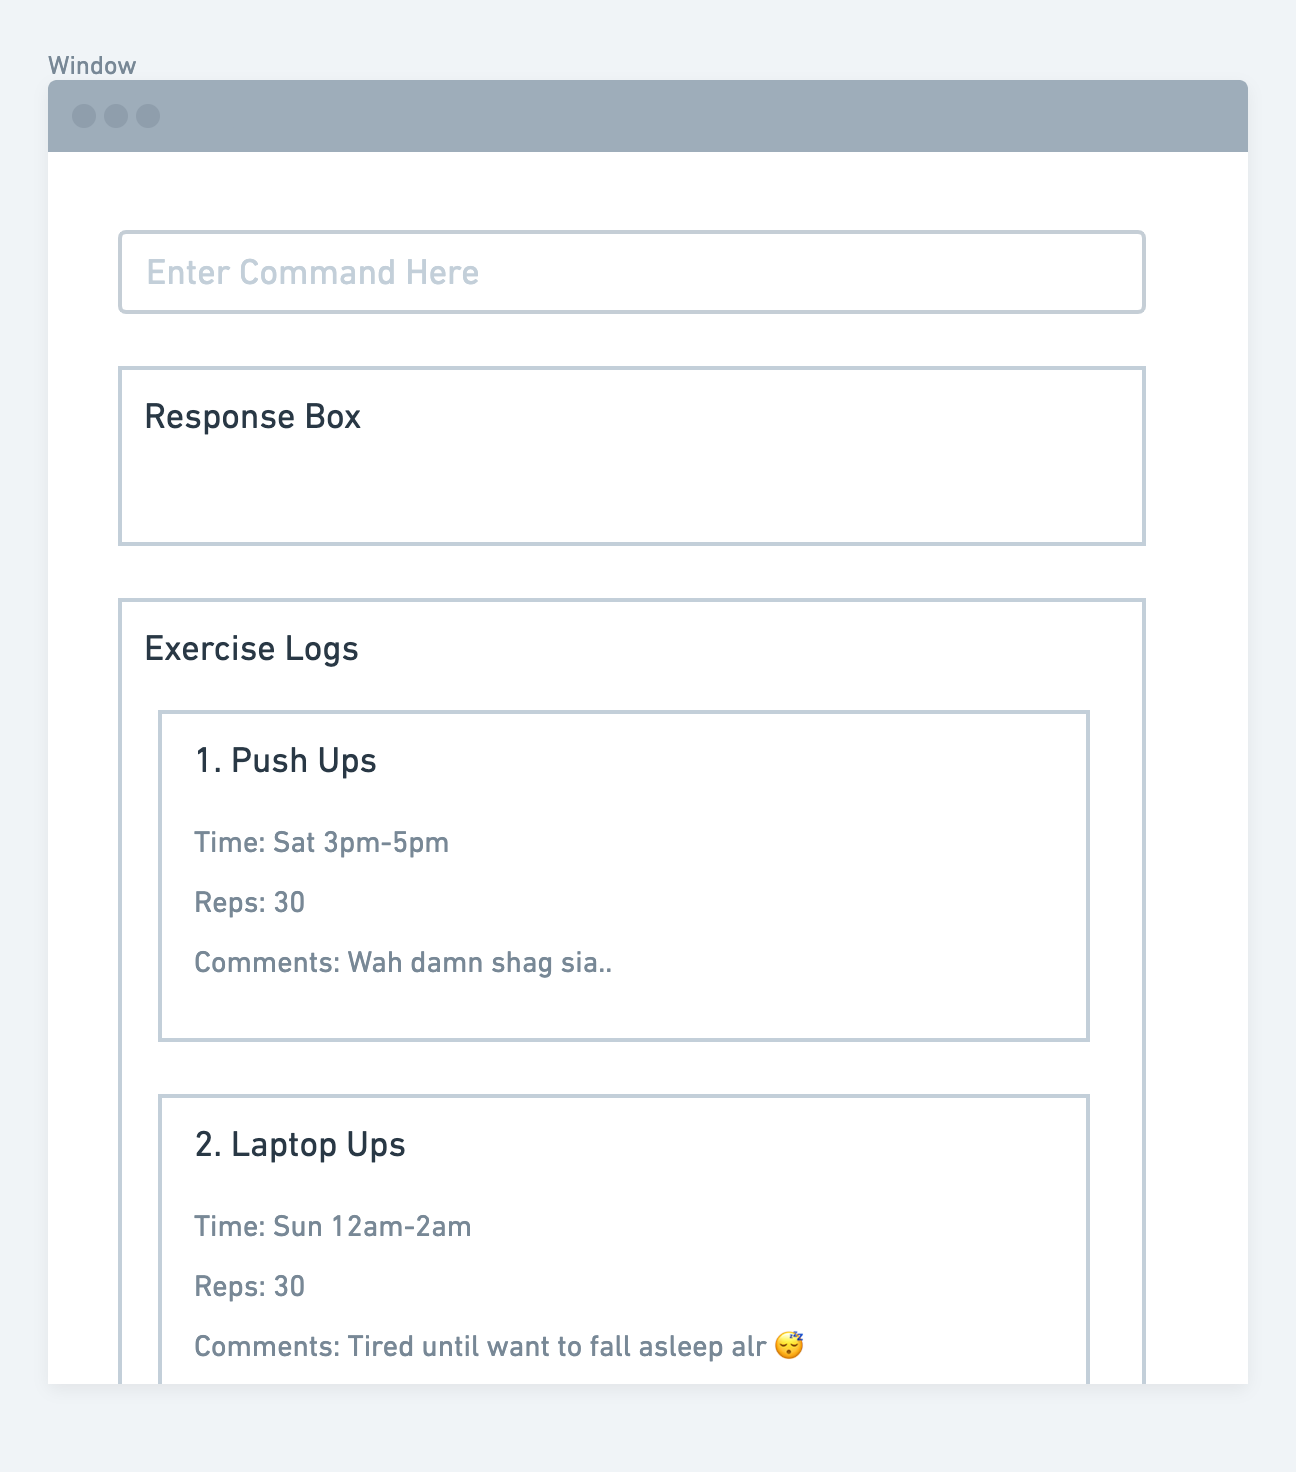 Window
Enter Command Here
Response Box
Exercise Logs
1. Push Ups
Time: Sat 3pm-5pm
Reps: 30
Comments: Wah damn shag sia..
2. Laptop Ups
Time: Sun 12am-2am
Reps: 30
Comments: Tired until want to fall asleep alr 😴